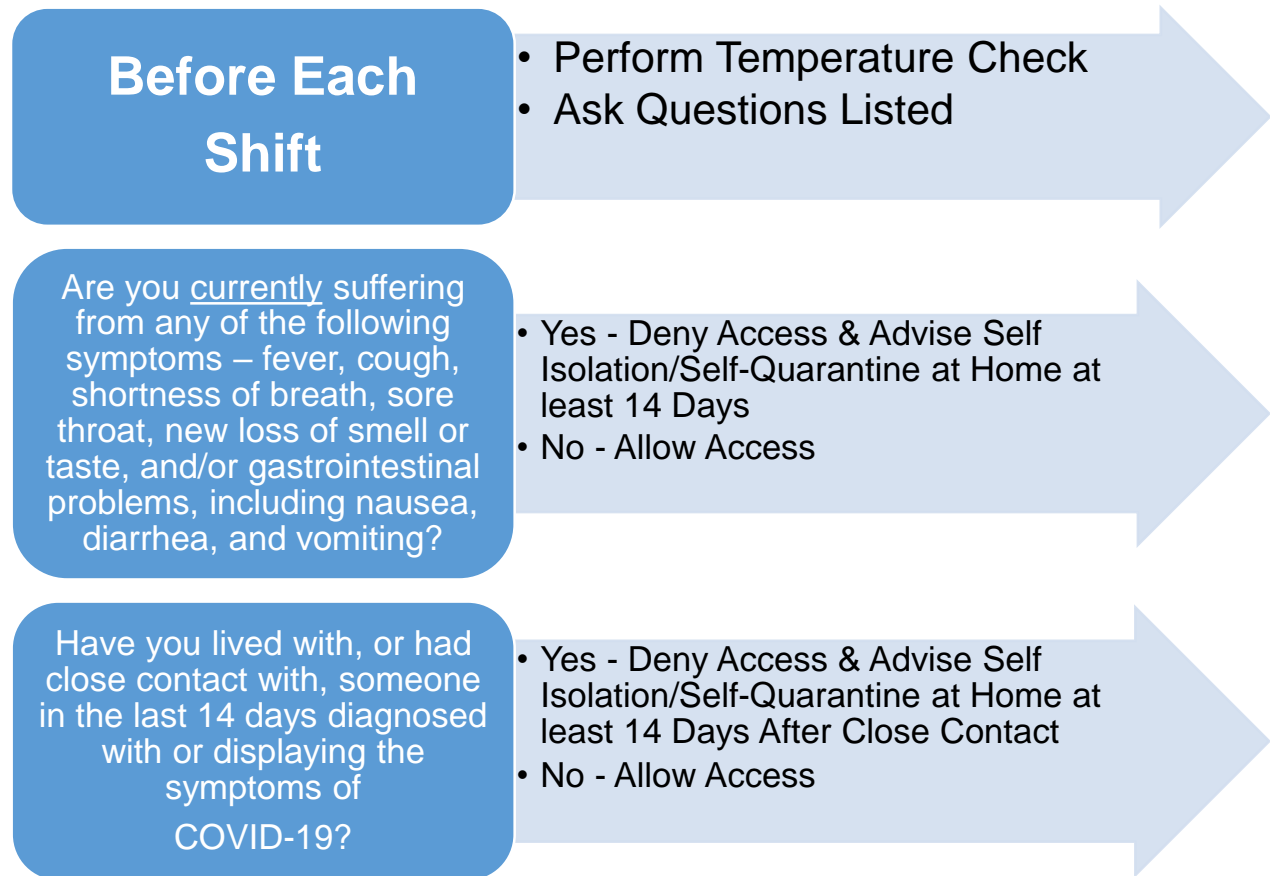 Before Each
Shift
• Perform Temperature Check
• Ask Questions Listed
Are you currently suffering
from any of the following
symptoms – fever, cough,
shortness of breath, sore
throat, new loss of smell or
taste, and/or gastrointestinal
problems, including nausea,
diarrhea, and vomiting?
• Yes - Deny Access & Advise Self
Isolation/Self-Quarantine at Home at
least 14 Days
• No - Allow Access
Have you lived with, or had
close contact with, someone
in the last 14 days diagnosed
with or displaying the
symptoms of
COVID-19?
• Yes - Deny Access & Advise Self
Isolation/Self-Quarantine at Home at
least 14 Days After Close Contact
• No - Allow Access